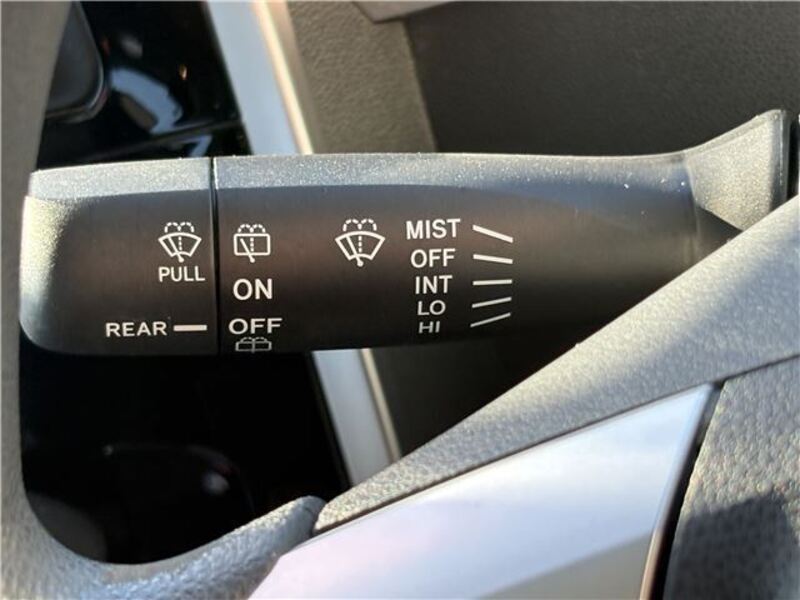 PULL
REAR
ON
OFF
MIST
OFF
INT
LO
HI